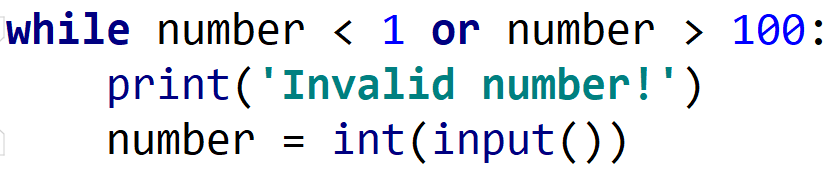 while number < 1 or number > 100:
    print('Invalid number!')
    number = int(input())